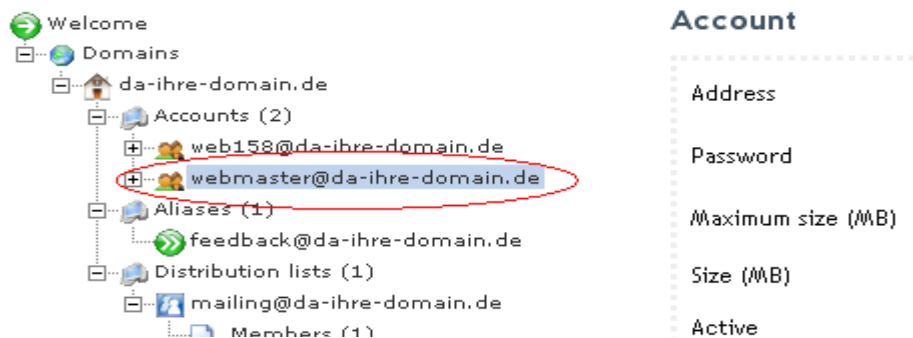 Welcome
Domains
da-ihre-domain.de
Accounts (2)
web158@da-ihre-domain.de
webmaster@da-ihre-domain.de
Aliases (1)
feedback@da-ihre-domain.de
Distribution lists (1)
mailing@da-ihre-domain.de
Members (1)
Account
Address
Password
Maximum size (MB)
Size (MB)
Active